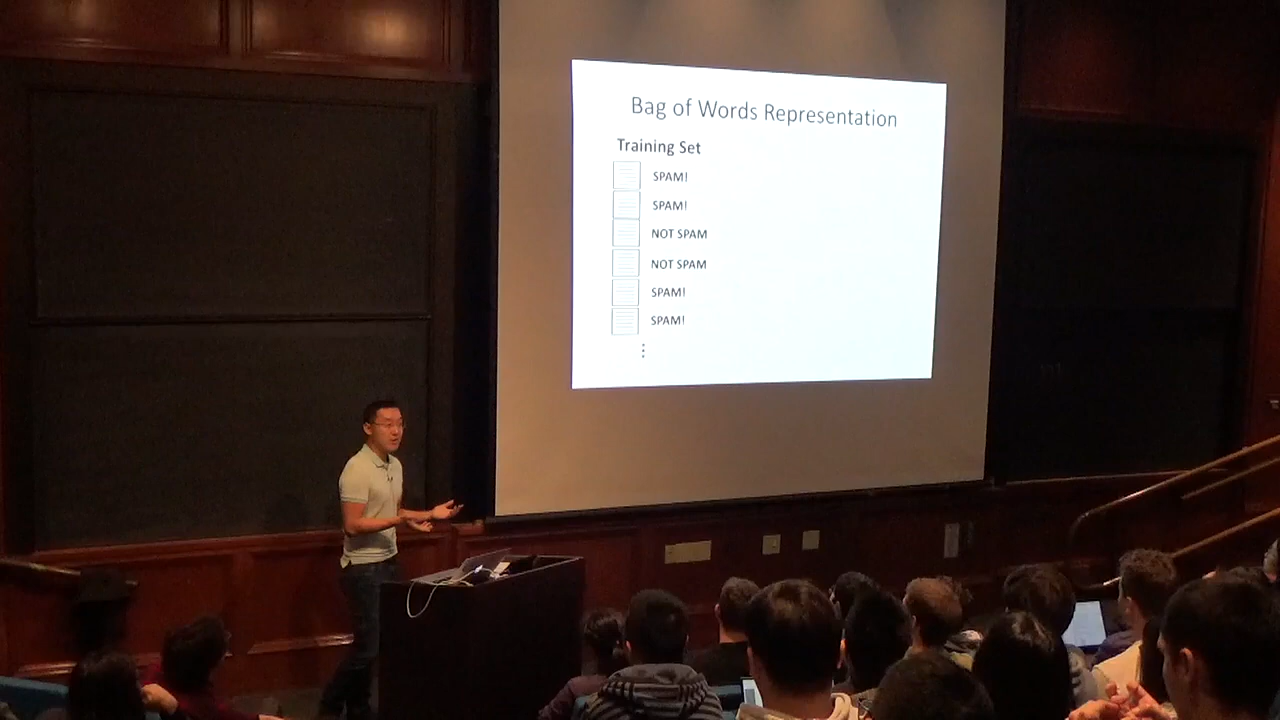 Bag of Words Representation
Training Set
SPAM!
SPAM!
NOT SPAM
NOT SPAM
SPAM!
SPAM!
⋮